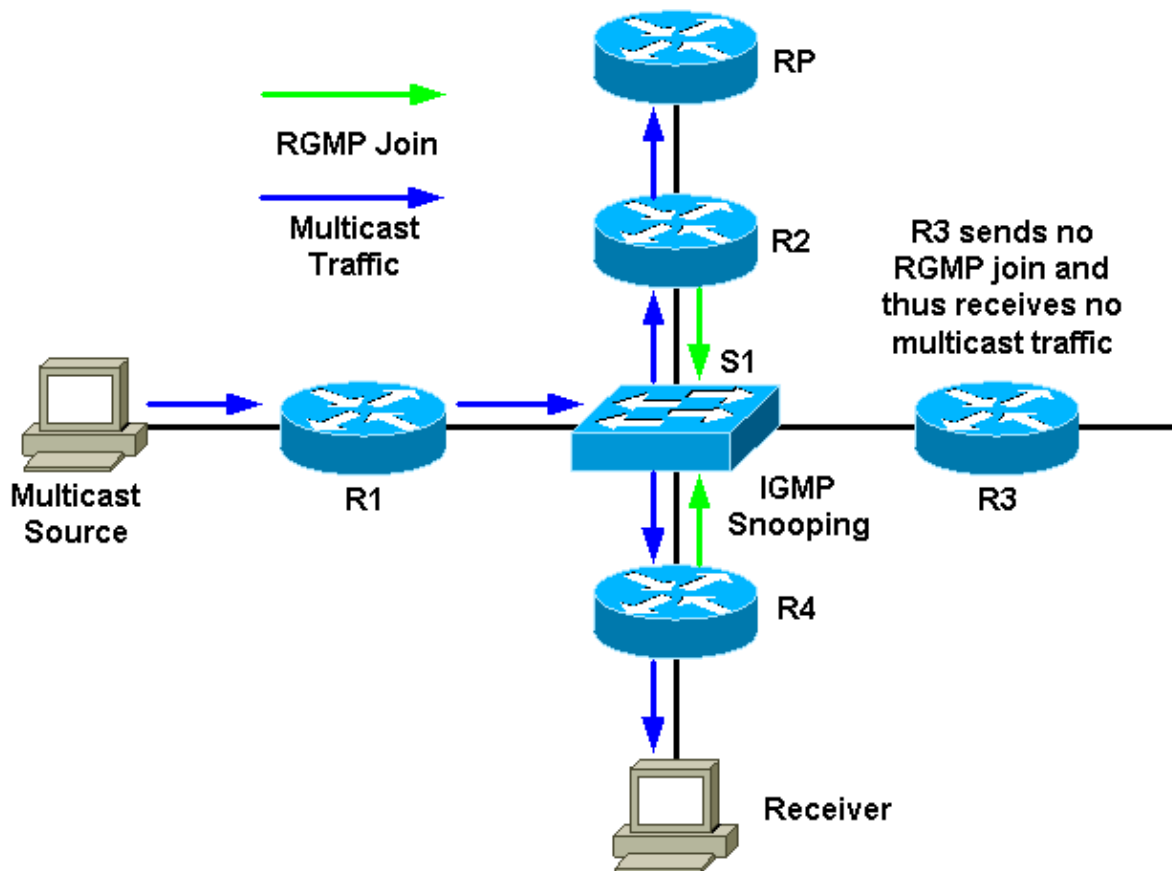 RP
RGMP Join
Multicast
Traffic
R2
R3 sends no
RGMP join and
thus receives no
multicast traffic
S1
Multicast
Source
R1
IGMP
Snooping
R3
R4
Receiver